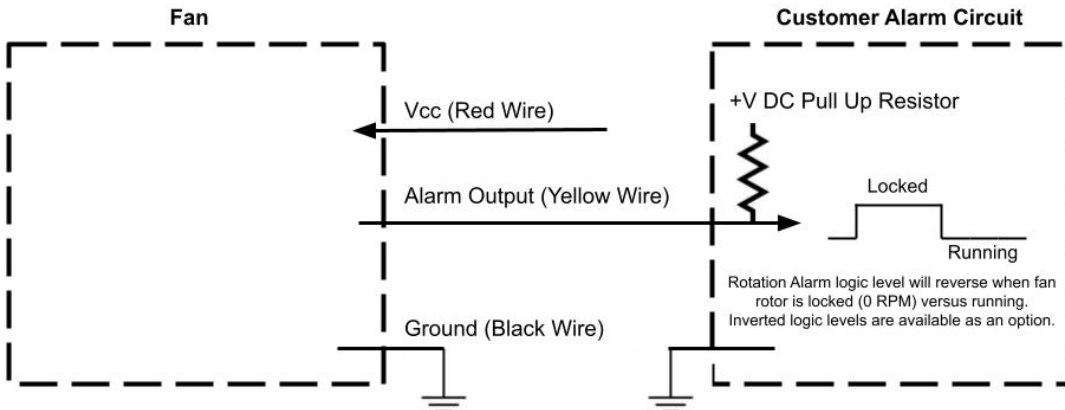 Fan
Customer Alarm Circuit
Vcc (Red Wire)
+V DC Pull Up Resistor
Alarm Output (Yellow Wire)
Locked
Running
Rotation Alarm logic level will reverse when fan
rotor is locked (0 RPM) versus running.
Inverted logic levels are available as an option.
Ground (Black Wire)